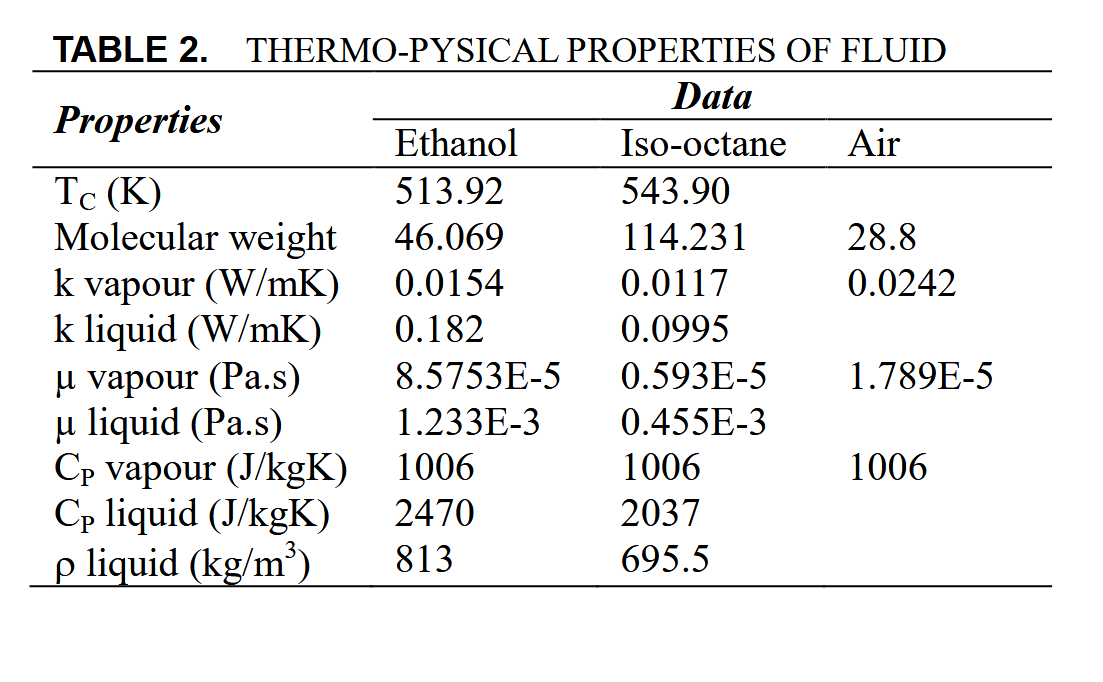 TABLE 2. THERMO-PYSICAL PROPERTIES OF FLUID
Properties Data
Ethanol Iso-octane Air
T_C (K) 513.92 543.90
Molecular weight 46.069 114.231 28.8
k vapour (W/mK) 0.0154 0.0117 0.0242
k liquid (W/mK) 0.182 0.0995
μ vapour (Pa.s) 8.5753E-5 0.593E-5 1.789E-5
μ liquid (Pa.s) 1.233E-3 0.455E-3
C_P vapour (J/kgK) 1006 1006 1006
C_P liquid (J/kgK) 2470 2037
ρ liquid (kg/m³) 813 695.5